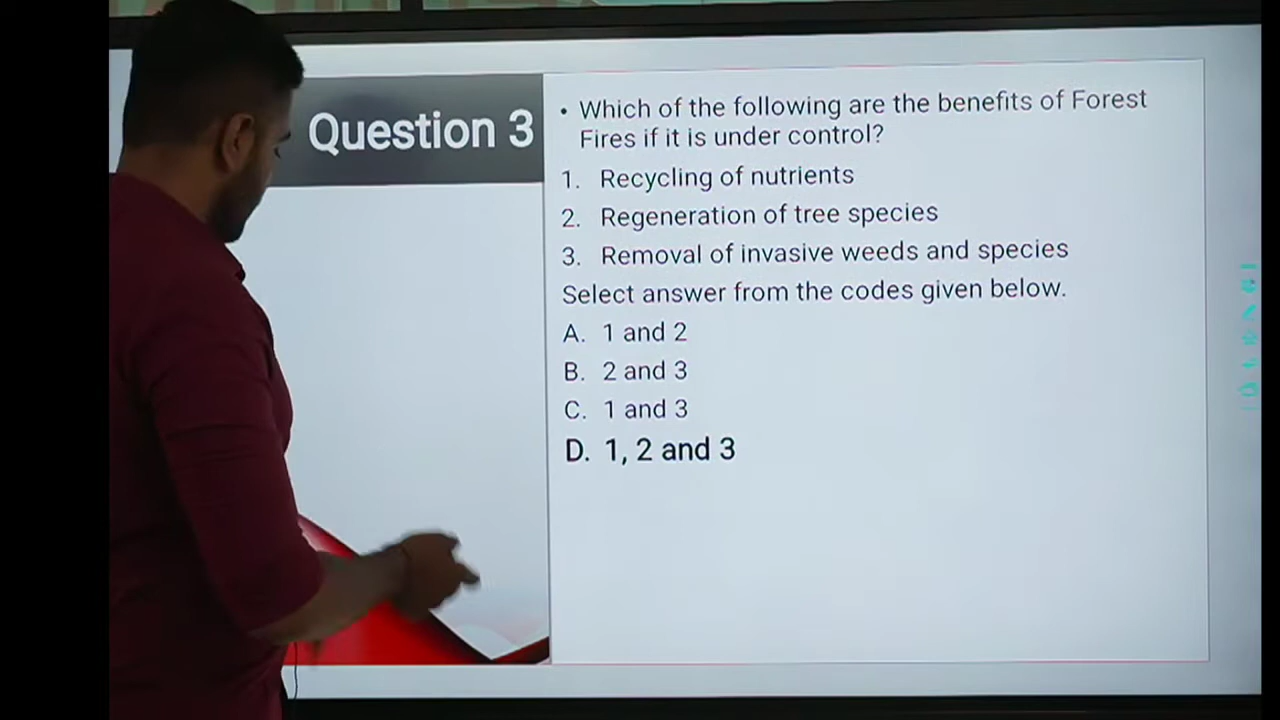 Question 3
• Which of the following are the benefits of Forest
Fires if it is under control?
1. Recycling of nutrients
2. Regeneration of tree species
3. Removal of invasive weeds and species
Select answer from the codes given below.
A. 1 and 2
B. 2 and 3
C. 1 and 3
D. 1, 2 and 3